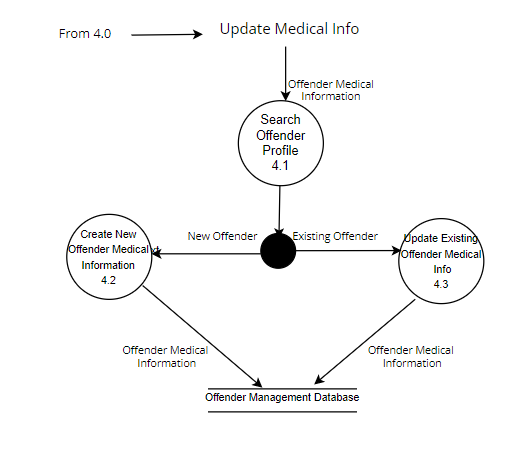 From 4.0
Update Medical Info
Offender Medical
Information
Search
Offender
Profile
4.1
New Offender
Existing Offender
Create New
Offender Medical
Information
4.2
Update Existing
Offender Medical
Info
4.3
Offender Medical
Information
Offender Medical
Information
Offender Management Database